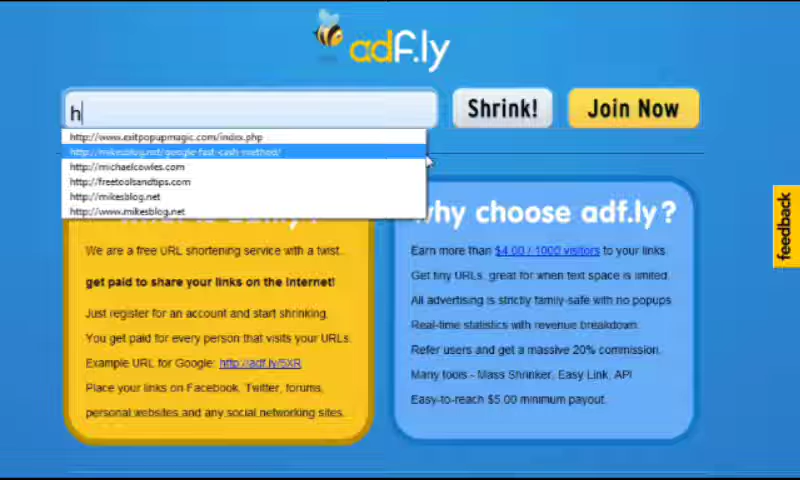 adf.ly
h
Shrink!
Join Now
http://www.exitpopupmagic.com/index.php
http://mikesblog.net/google-fast-cash-method/
http://michaelcowles.com
http://freetoolsandtips.com
http://mikesblog.net
http://www.mikesblog.net
We are a free URL shortening service with a twist..
get paid to share your links on the Internet!
Just register for an account and start shrinking.
You get paid for every person that visits your URLs.
Example URL for Google: http://adf.ly/5XR
Place your links on Facebook, Twitter, forums,
personal websites and any social networking sites.
why choose adf.ly?
Earn more than $4.00 / 1000 visitors to your links.
Get tiny URLs, great for when text space is limited.
All advertising is strictly family-safe with no popups.
Real-time statistics with revenue breakdown.
Refer users and get a massive 20% commission.
Many tools - Mass Shrinker, Easy Link, API
Easy-to-reach $5.00 minimum payout.
feedback